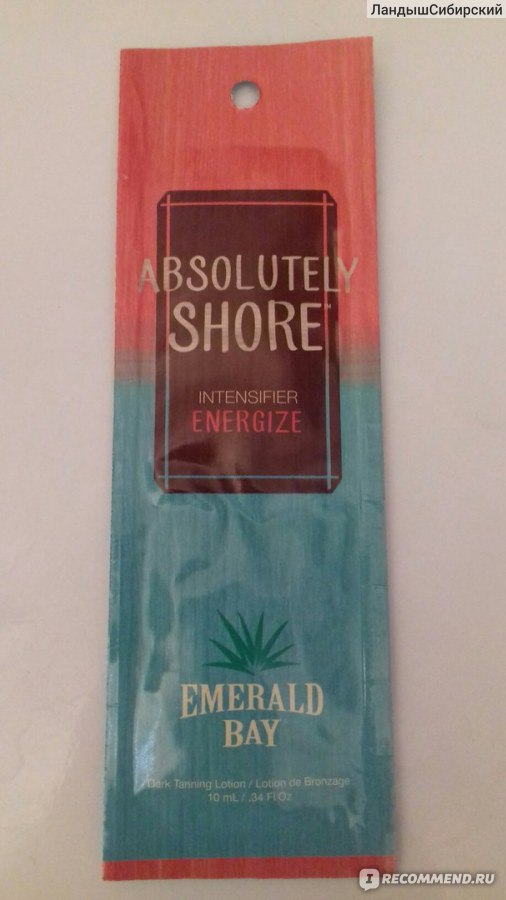 ЛандышСибирский
ABSOLUTELY
SHORE™
INTENSIFIER
ENERGIZE
EMERALD
BAY
Dark Tanning Lotion / Lotion de Bronzage
10 mL / .34 Fl Oz
IRECOMMEND.RU